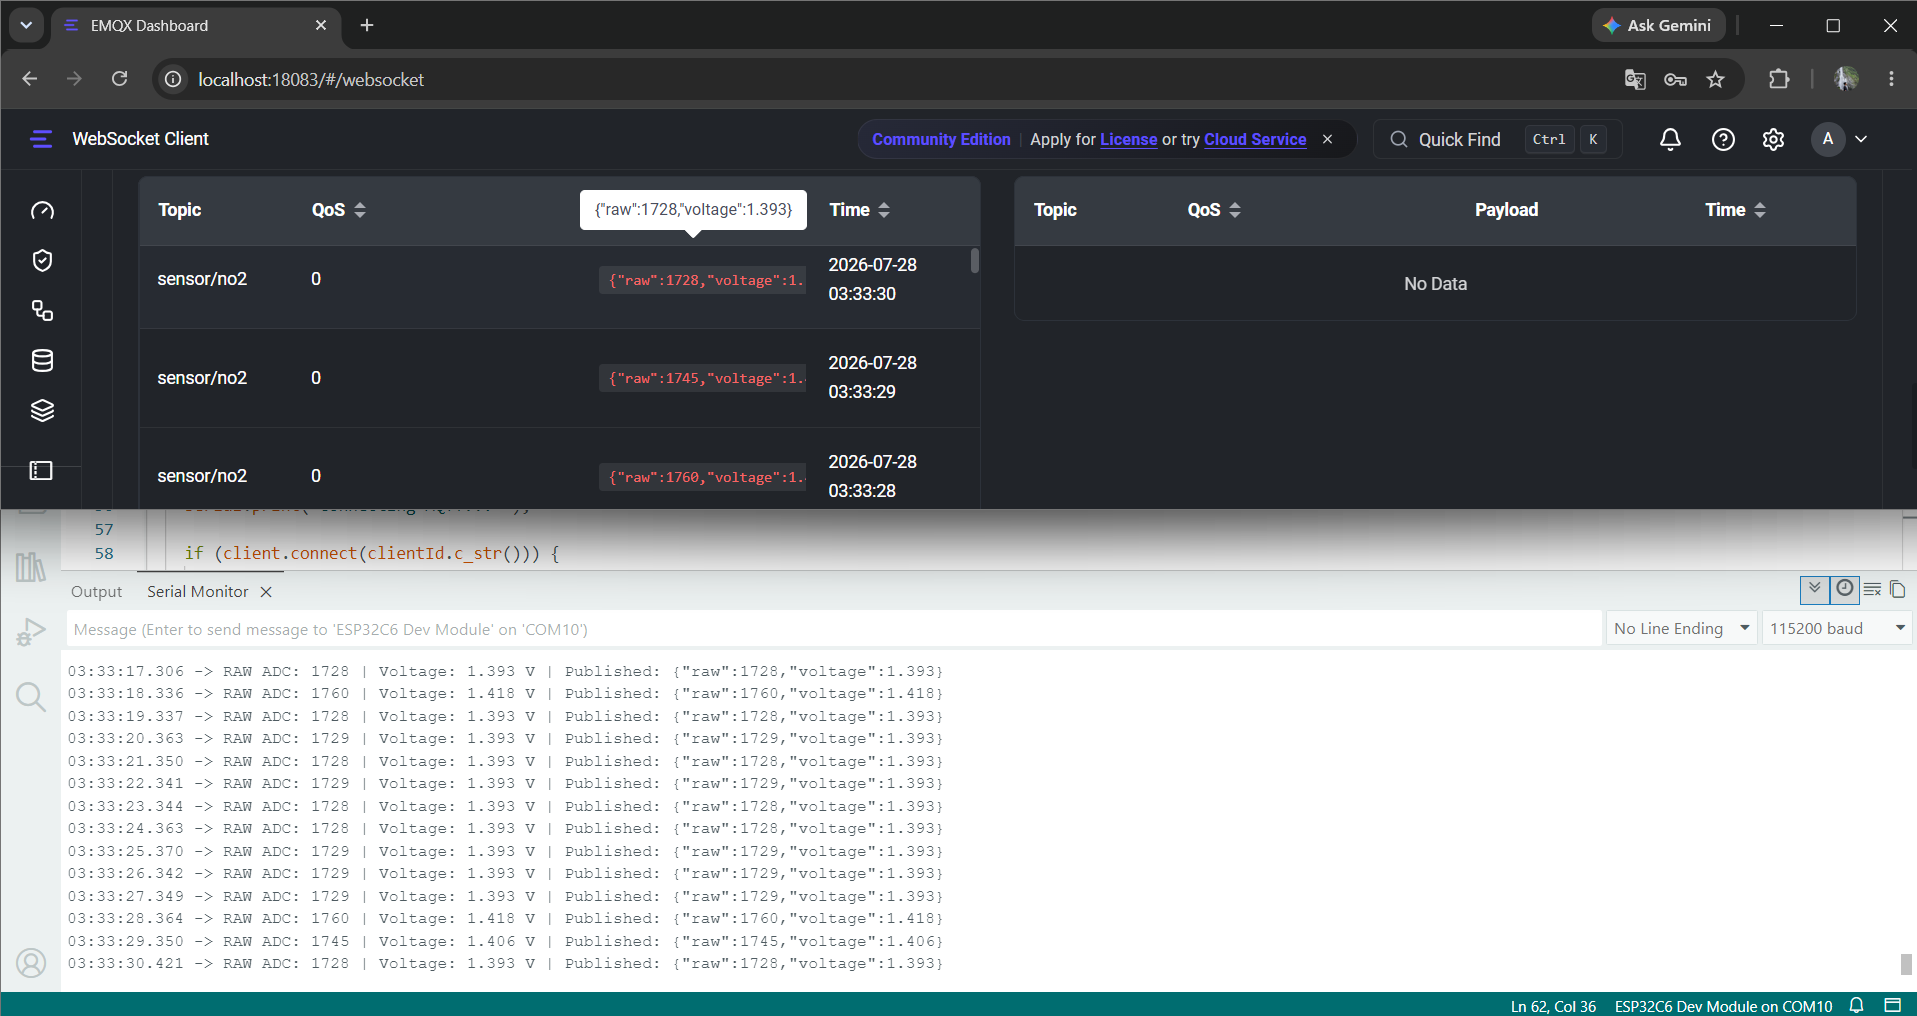 EMQX Dashboard
Ask Gemini
localhost:18083/#/websocket
WebSocket Client
Community Edition | Apply for License or try Cloud Service
Quick Find Ctrl K
A
Topic QoS {"raw":1728,"voltage":1.393} Time
Topic QoS Payload Time
sensor/no2 0 {"raw":1728,"voltage":1. 2026-07-28 03:33:30
No Data
sensor/no2 0 {"raw":1745,"voltage":1. 2026-07-28 03:33:29
sensor/no2 0 {"raw":1760,"voltage":1. 2026-07-28 03:33:28
57
58 if (client.connect(clientId.c_str())) {
Output Serial Monitor
Message (Enter to send message to 'ESP32C6 Dev Module' on 'COM10') No Line Ending 115200 baud
03:33:17.306 -> RAW ADC: 1728 | Voltage: 1.393 V | Published: {"raw":1728,"voltage":1.393}
03:33:18.336 -> RAW ADC: 1760 | Voltage: 1.418 V | Published: {"raw":1760,"voltage":1.418}
03:33:19.337 -> RAW ADC: 1728 | Voltage: 1.393 V | Published: {"raw":1728,"voltage":1.393}
03:33:20.363 -> RAW ADC: 1729 | Voltage: 1.393 V | Published: {"raw":1729,"voltage":1.393}
03:33:21.350 -> RAW ADC: 1728 | Voltage: 1.393 V | Published: {"raw":1728,"voltage":1.393}
03:33:22.341 -> RAW ADC: 1729 | Voltage: 1.393 V | Published: {"raw":1729,"voltage":1.393}
03:33:23.344 -> RAW ADC: 1728 | Voltage: 1.393 V | Published: {"raw":1728,"voltage":1.393}
03:33:24.363 -> RAW ADC: 1728 | Voltage: 1.393 V | Published: {"raw":1728,"voltage":1.393}
03:33:25.370 -> RAW ADC: 1729 | Voltage: 1.393 V | Published: {"raw":1729,"voltage":1.393}
03:33:26.342 -> RAW ADC: 1729 | Voltage: 1.393 V | Published: {"raw":1729,"voltage":1.393}
03:33:27.349 -> RAW ADC: 1729 | Voltage: 1.393 V | Published: {"raw":1729,"voltage":1.393}
03:33:28.364 -> RAW ADC: 1760 | Voltage: 1.418 V | Published: {"raw":1760,"voltage":1.418}
03:33:29.350 -> RAW ADC: 1745 | Voltage: 1.406 V | Published: {"raw":1745,"voltage":1.406}
03:33:30.421 -> RAW ADC: 1728 | Voltage: 1.393 V | Published: {"raw":1728,"voltage":1.393}
Ln 62, Col 36 ESP32C6 Dev Module on COM10